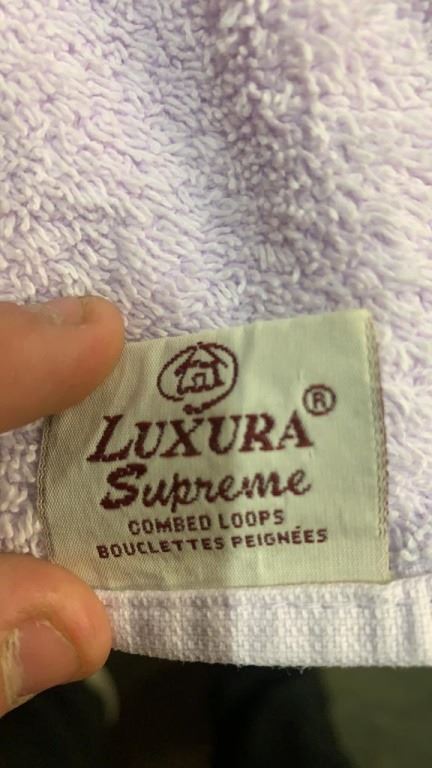 LUXURA®
Supreme
COMBED LOOPS
BOUCLETTES PEIGNÉES